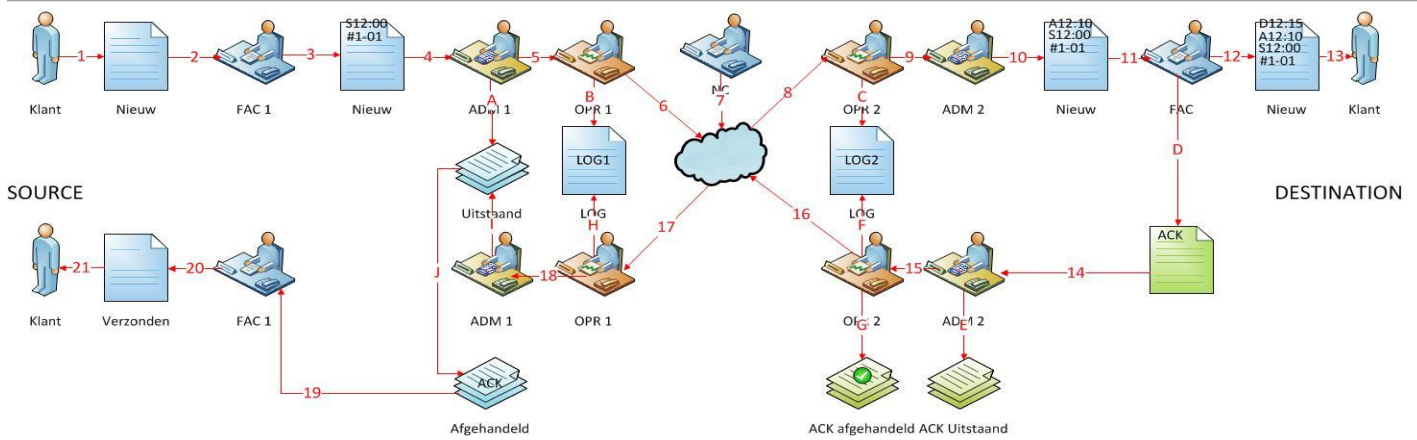 S12:00
#1-01
A12:10
S12:00
#1-01
D12:15
A12:10
S12:00
#1-01
1
2
3
4
5
6
7
8
9
10
11
12
13
A
B
C
Klant
Nieuw
FAC 1
Nieuw
ADM 1
OPR 1
NC
OPR 2
ADM 2
Nieuw
FAC
Nieuw
Klant
LOG1
LOG2
D
SOURCE
DESTINATION
Uitstaand
LOG
LOG
I
H
17
16
F
ACK
J
21
20
18
15
14
Klant
Verzonden
FAC 1
ADM 1
OPR 1
OPR 2
ADM 2
G
E
19
ACK
Afgehandeld
ACK afgehandeld
ACK Uitstaand